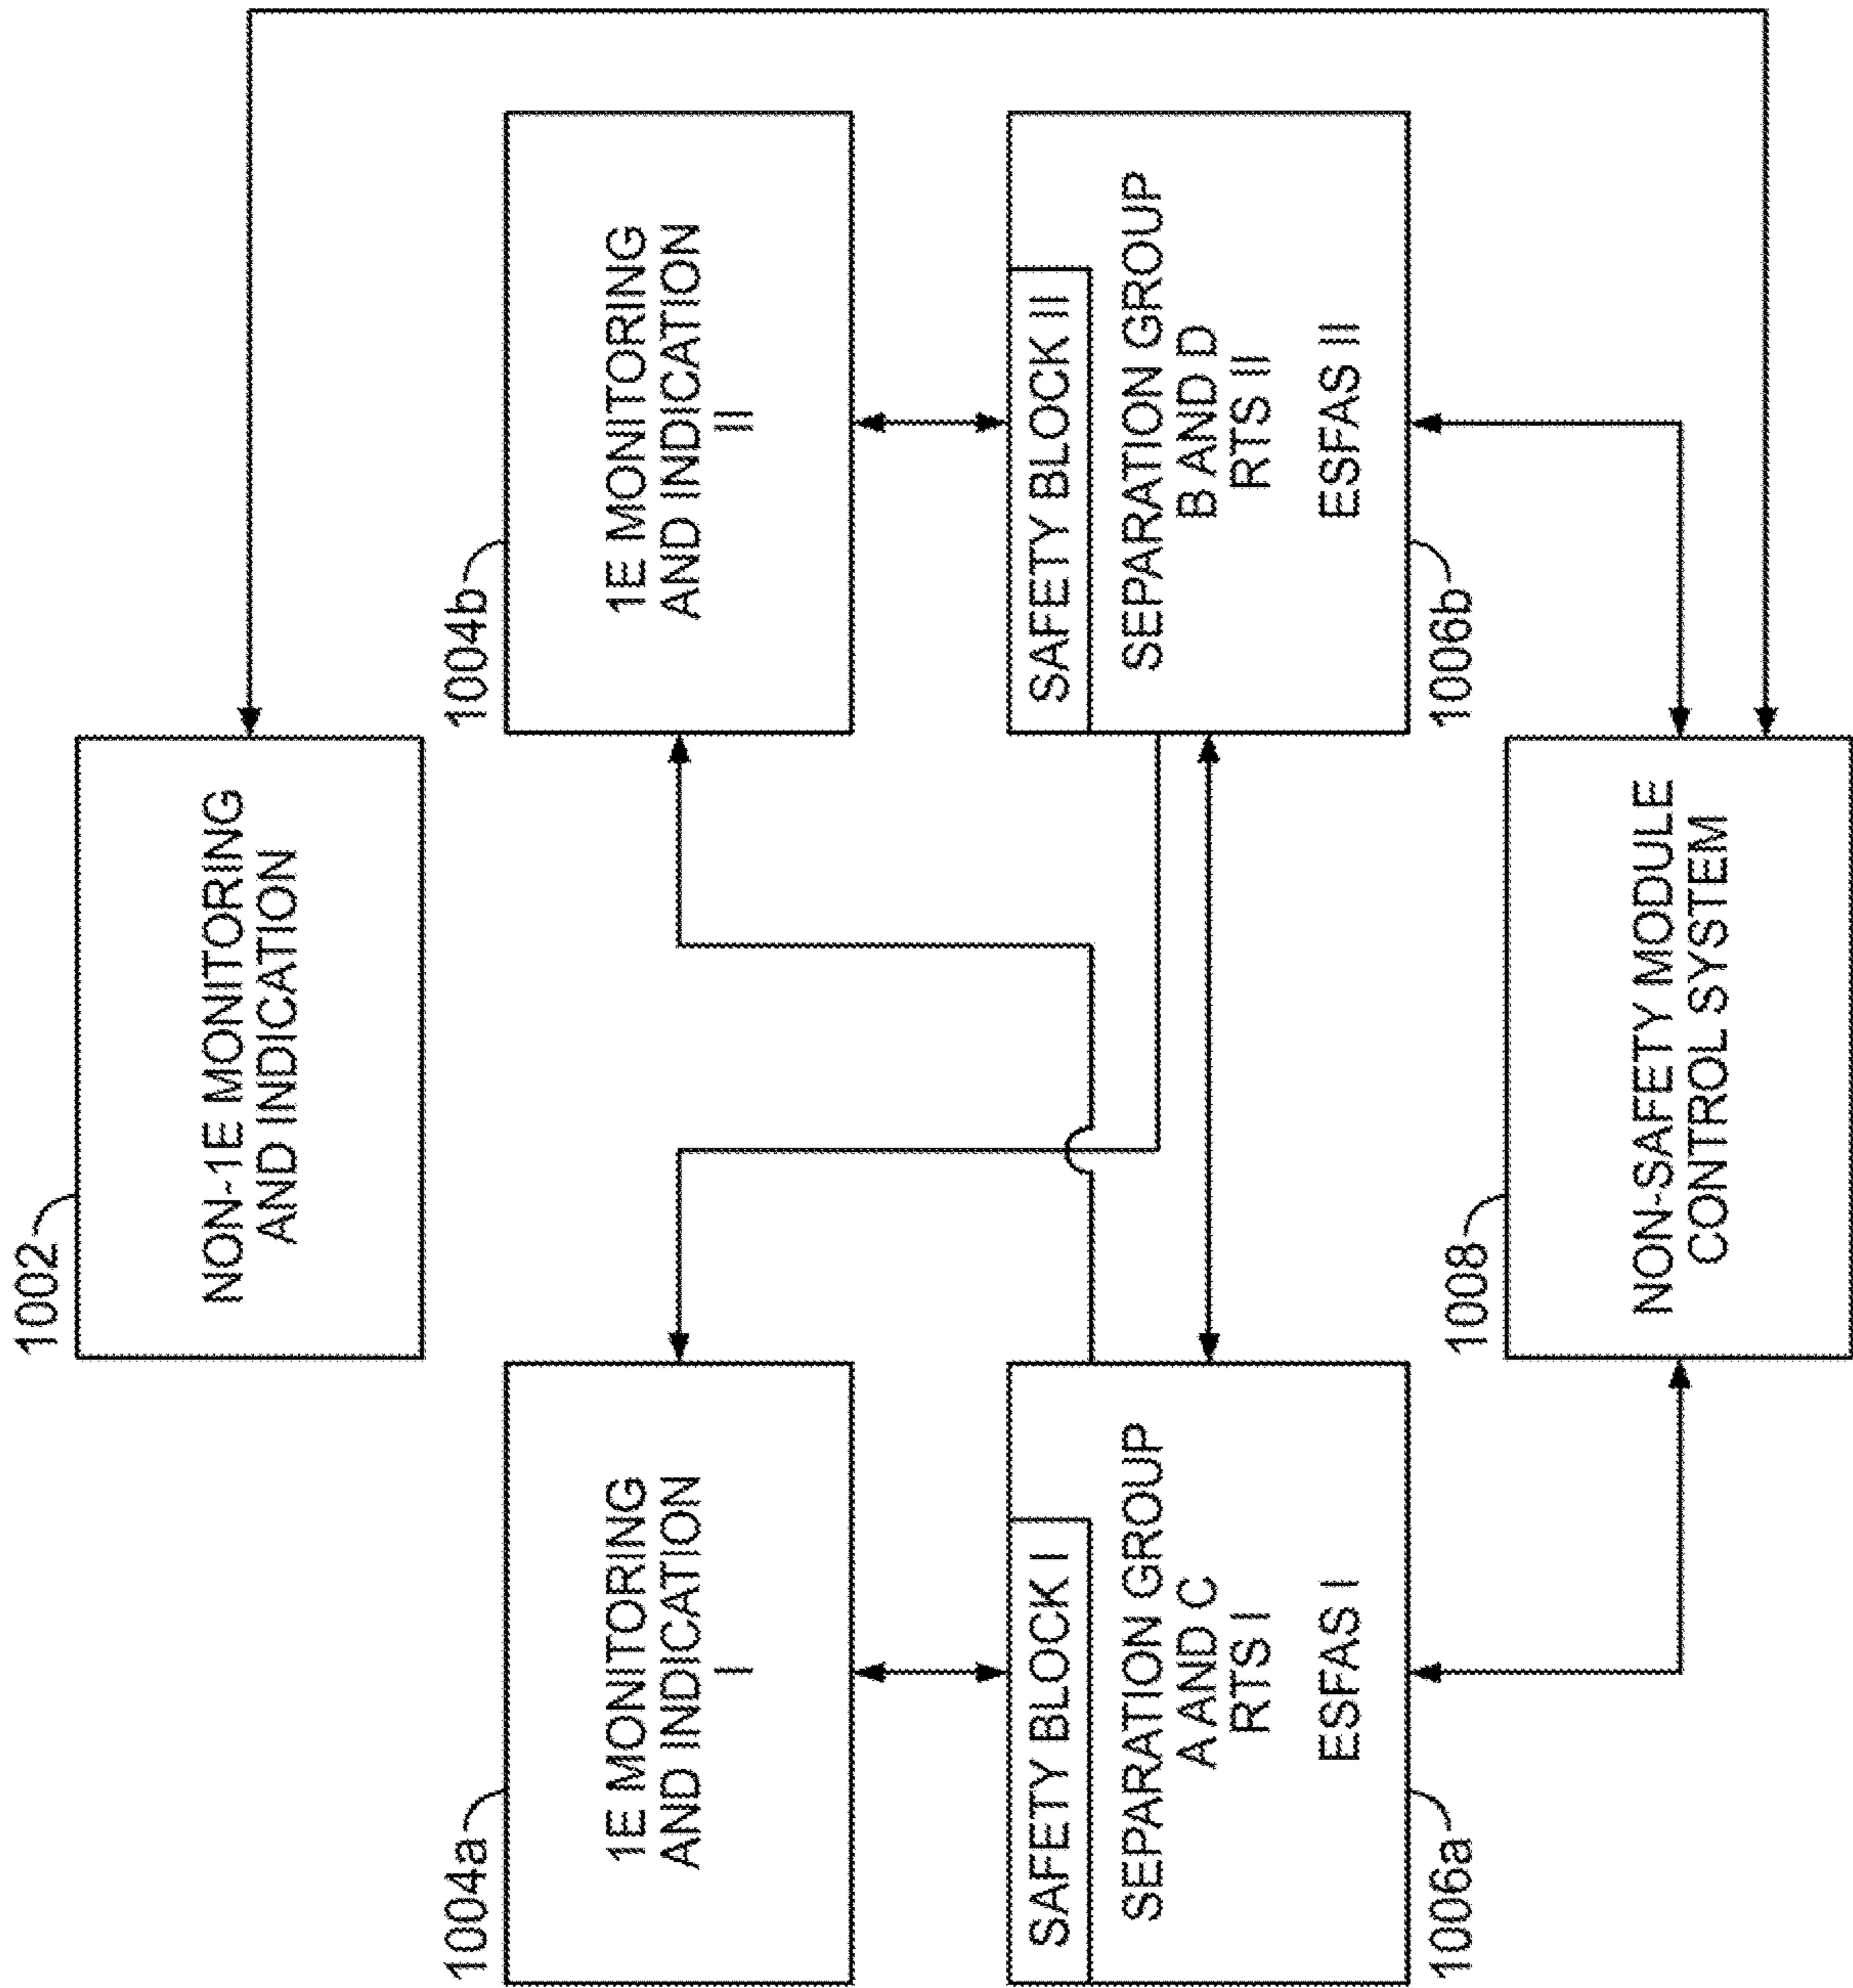 1002
NON-1E MONITORING
AND INDICATION
1004a
1E MONITORING
AND INDICATION
I
1004b
1E MONITORING
AND INDICATION
II
SAFETY BLOCK I
SEPARATION GROUP
A AND C
RTS I
ESFAS I
1006a
SAFETY BLOCK II
SEPARATION GROUP
B AND D
RTS II
ESFAS II
1006b
1008
NON-SAFETY MODULE
CONTROL SYSTEM